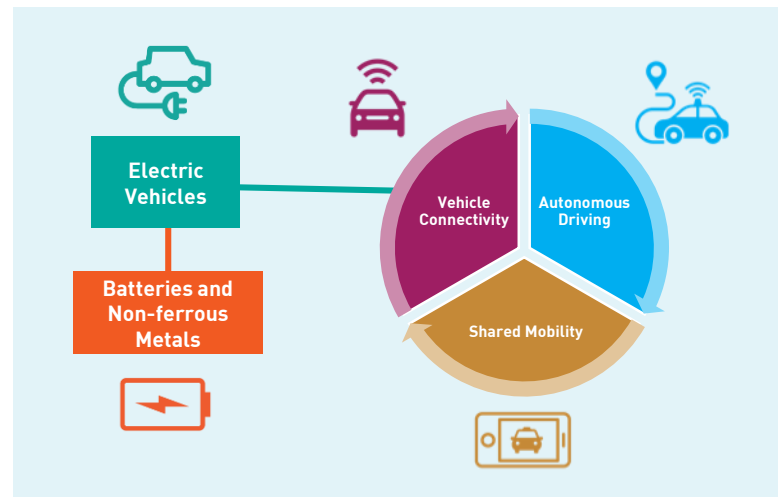 Electric
Vehicles
Batteries and
Non-ferrous
Metals
Vehicle
Connectivity
Autonomous
Driving
Shared Mobility